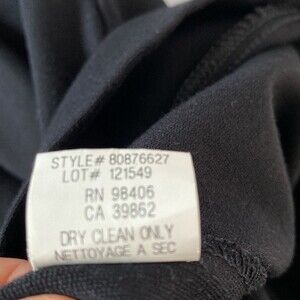 STYLE# 80876627
LOT# 121549
RN 98406
CA 39862
DRY CLEAN ONLY
NETTOYAGE A SEC